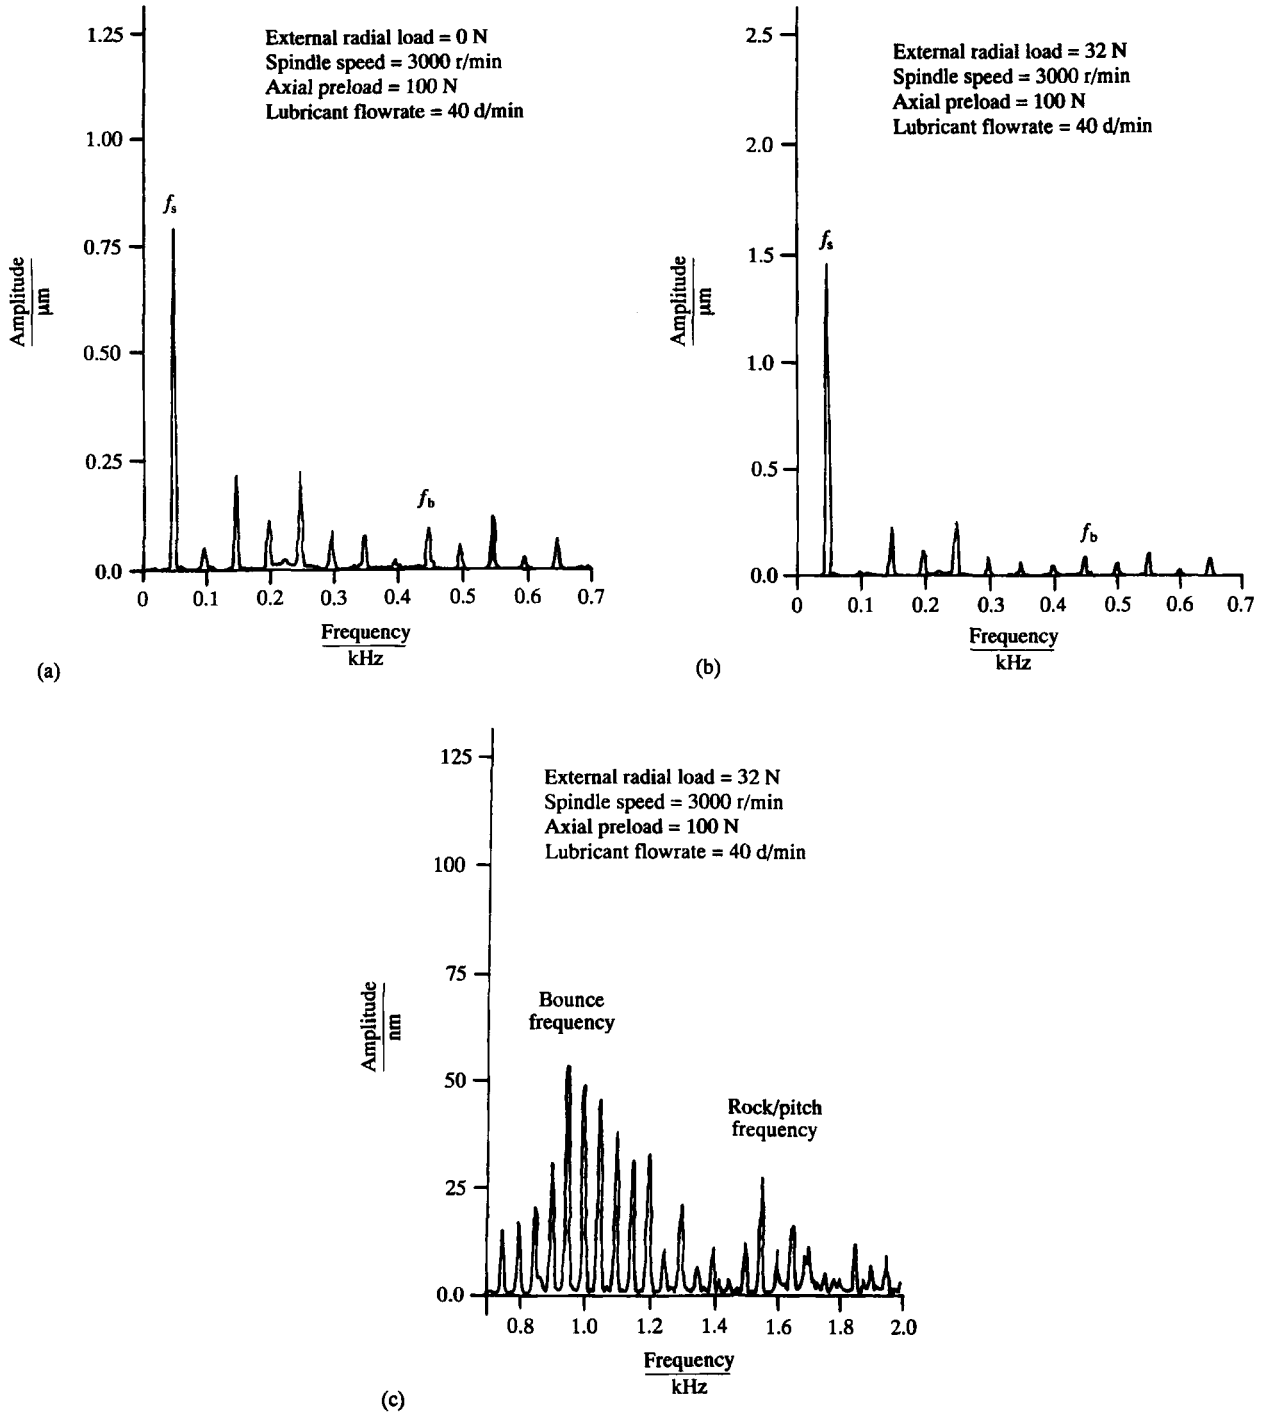 1.25
1.00
0.75
0.50
0.25
0.0
Amplitude
µm
External radial load = 0 N
Spindle speed = 3000 r/min
Axial preload = 100 N
Lubricant flowrate = 40 d/min
fs
fb
0 0.1 0.2 0.3 0.4 0.5 0.6 0.7
Frequency
kHz
(a)
2.5
2.0
1.5
1.0
0.5
0.0
Amplitude
µm
External radial load = 32 N
Spindle speed = 3000 r/min
Axial preload = 100 N
Lubricant flowrate = 40 d/min
fs
fb
0 0.1 0.2 0.3 0.4 0.5 0.6 0.7
Frequency
kHz
(b)
125
100
75
50
25
0.0
Amplitude
nm
External radial load = 32 N
Spindle speed = 3000 r/min
Axial preload = 100 N
Lubricant flowrate = 40 d/min
Bounce
frequency
Rock/pitch
frequency
0.8 1.0 1.2 1.4 1.6 1.8 2.0
Frequency
kHz
(c)